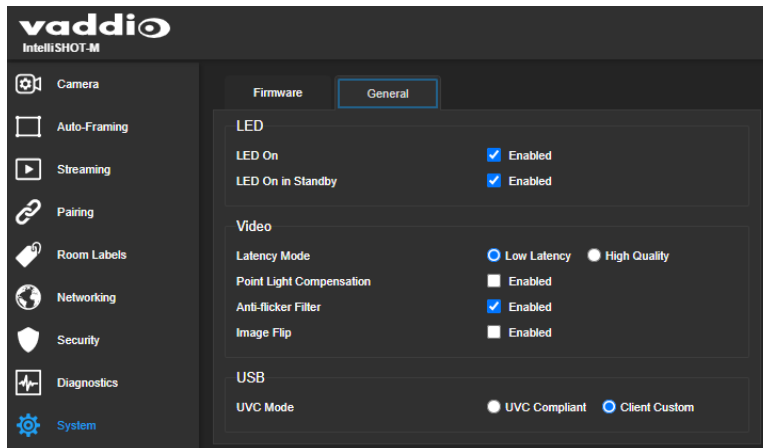 vaddio
IntelliSHOT-M
Camera
Auto-Framing
Streaming
Pairing
Room Labels
Networking
Security
Diagnostics
System
Firmware General
LED
LED On Enabled
LED On in Standby Enabled
Video
Latency Mode Low Latency High Quality
Point Light Compensation Enabled
Anti-flicker Filter Enabled
Image Flip Enabled
USB
UVC Mode UVC Compliant Client Custom